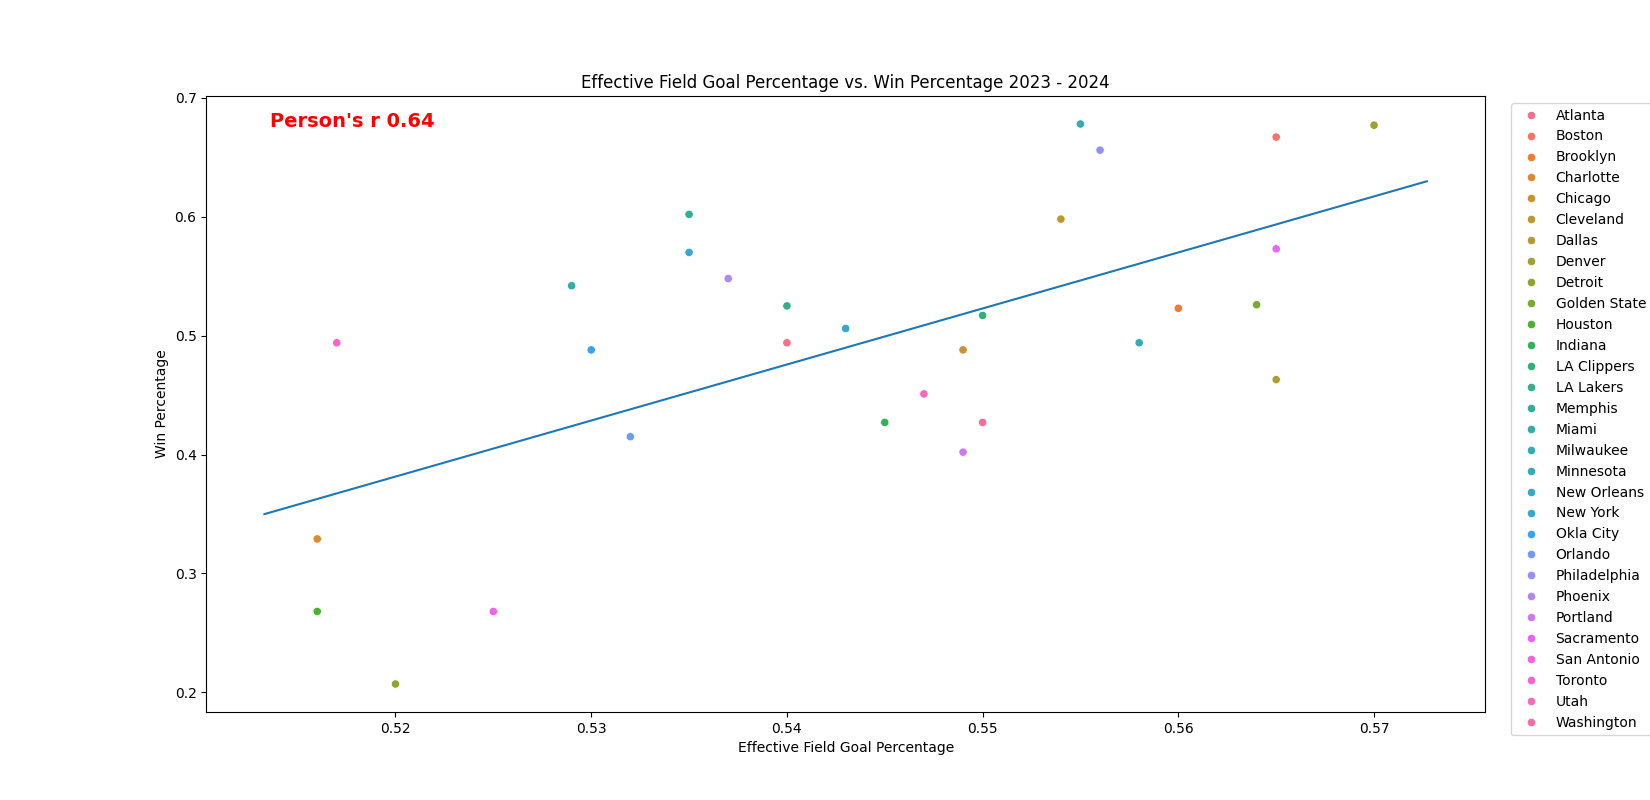 Effective Field Goal Percentage vs. Win Percentage 2023 - 2024
Person's r 0.64
0.7
0.6
0.5
0.4
0.3
0.2
Win Percentage
0.52
0.53
0.54
0.55
0.56
0.57
Effective Field Goal Percentage
Atlanta
Boston
Brooklyn
Charlotte
Chicago
Cleveland
Dallas
Denver
Detroit
Golden State
Houston
Indiana
LA Clippers
LA Lakers
Memphis
Miami
Milwaukee
Minnesota
New Orleans
New York
Okla City
Orlando
Philadelphia
Phoenix
Portland
Sacramento
San Antonio
Toronto
Utah
Washington